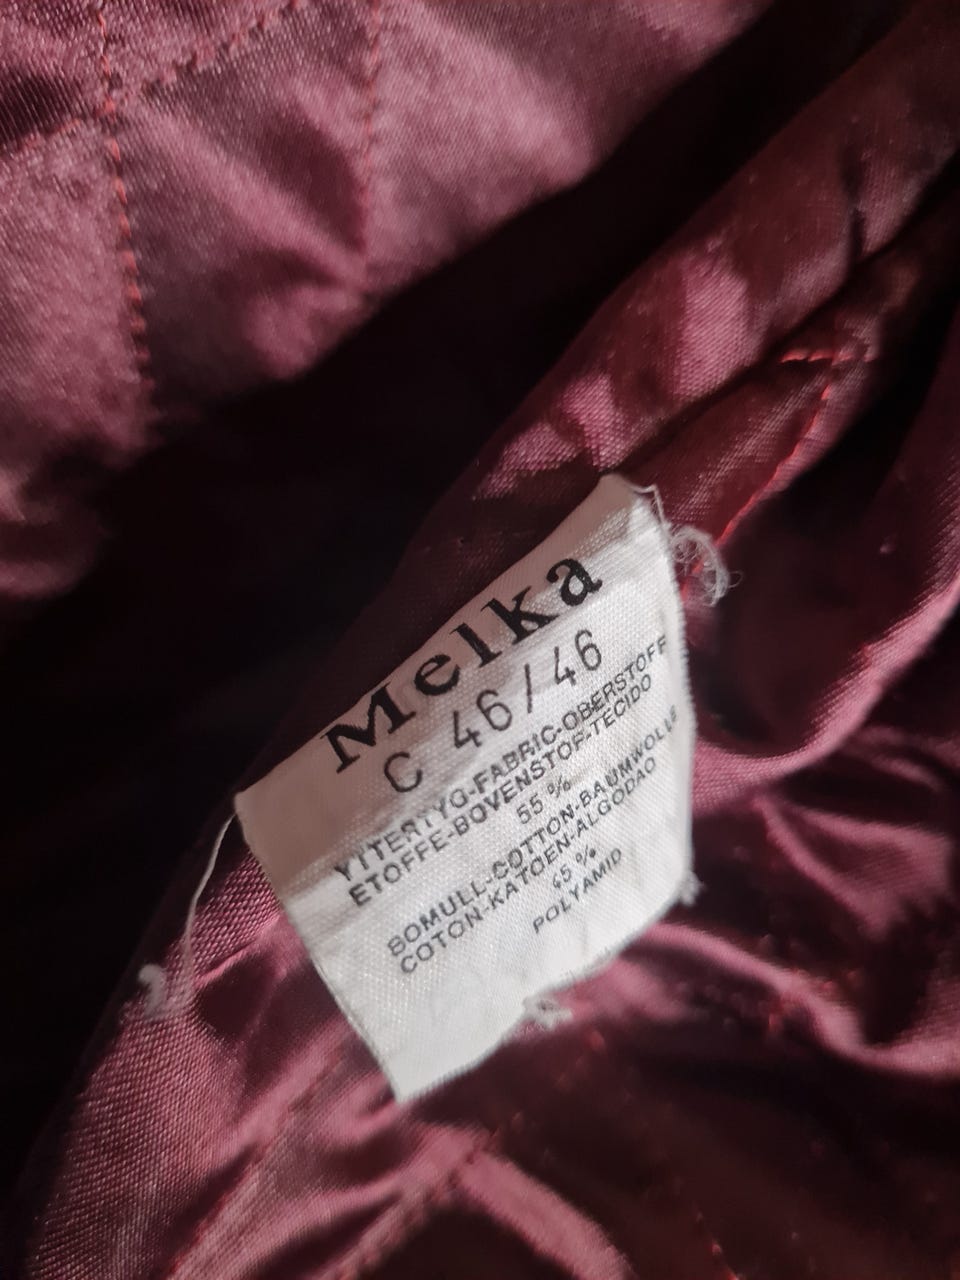 Melka
C 46/46
YTTERTYG-FABRIC-OBERSTOFF
ETOFFE-BOVENSTOF-TECIDO
55 %
BOMULL-COTTON-BAUMWOLLE
COTON-KATOEN-ALGODAO
45 %
POLYAMID